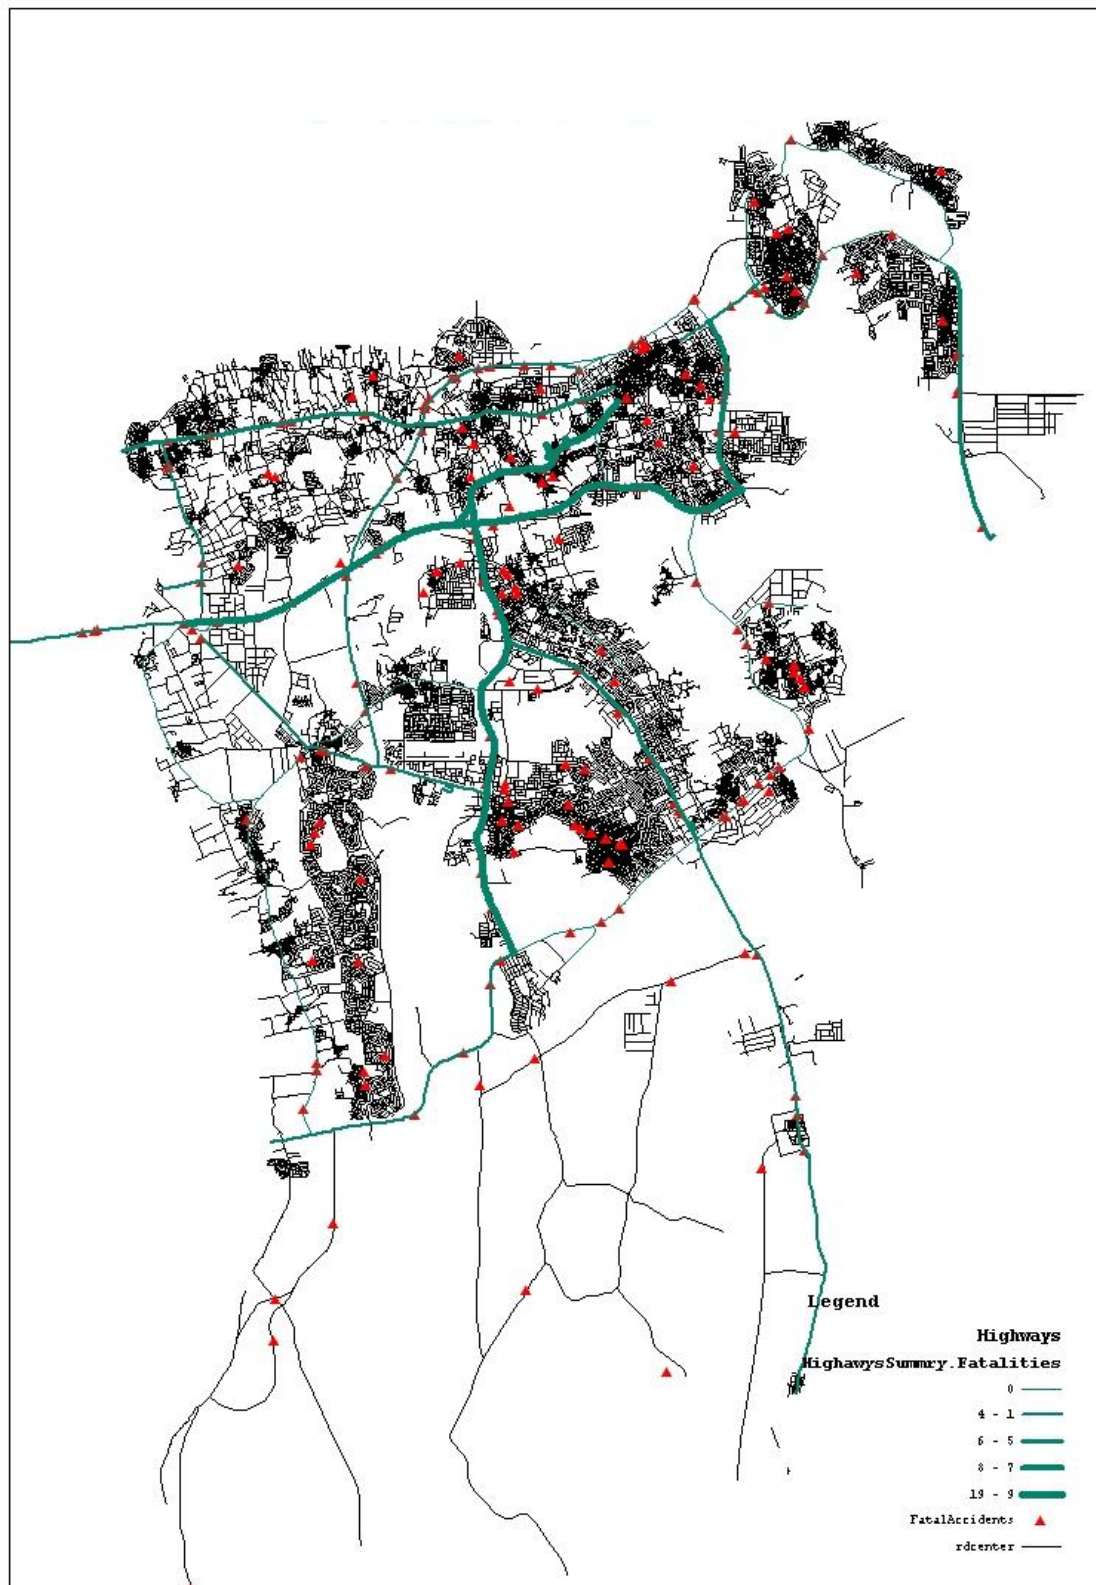 Legend
Highways
HighawysSummry.Fatalities
0
4 - 1
6 - 5
8 - 7
19 - 9
FatalAccidents
rdcenter